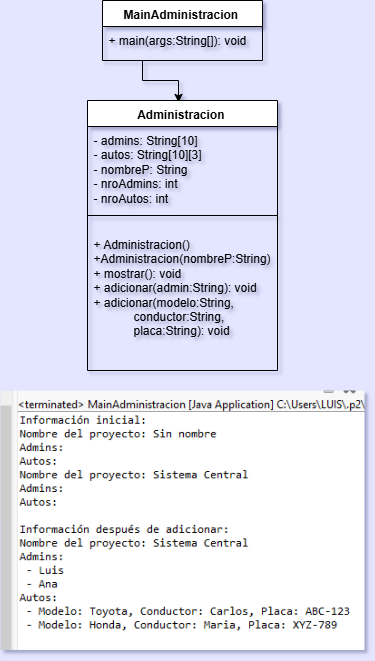 MainAdministracion
+ main(args:String[]): void
Administracion
- admins: String[10]
- autos: String[10][3]
- nombreP: String
- nroAdmins: int
- nroAutos: int
+ Administracion()
+Administracion(nombreP:String)
+ mostrar(): void
+ adicionar(admin:String): void
+ adicionar(modelo:String,
conductor:String,
placa:String): void
<terminated> MainAdministracion [Java Application] C:\Users\LUIS\.p2\
Información inicial:
Nombre del proyecto: Sin nombre
Admins:
Autos:
Nombre del proyecto: Sistema Central
Admins:
Autos:
Información después de adicionar:
Nombre del proyecto: Sistema Central
Admins:
- Luis
- Ana
Autos:
- Modelo: Toyota, Conductor: Carlos, Placa: ABC-123
- Modelo: Honda, Conductor: Maria, Placa: XYZ-789